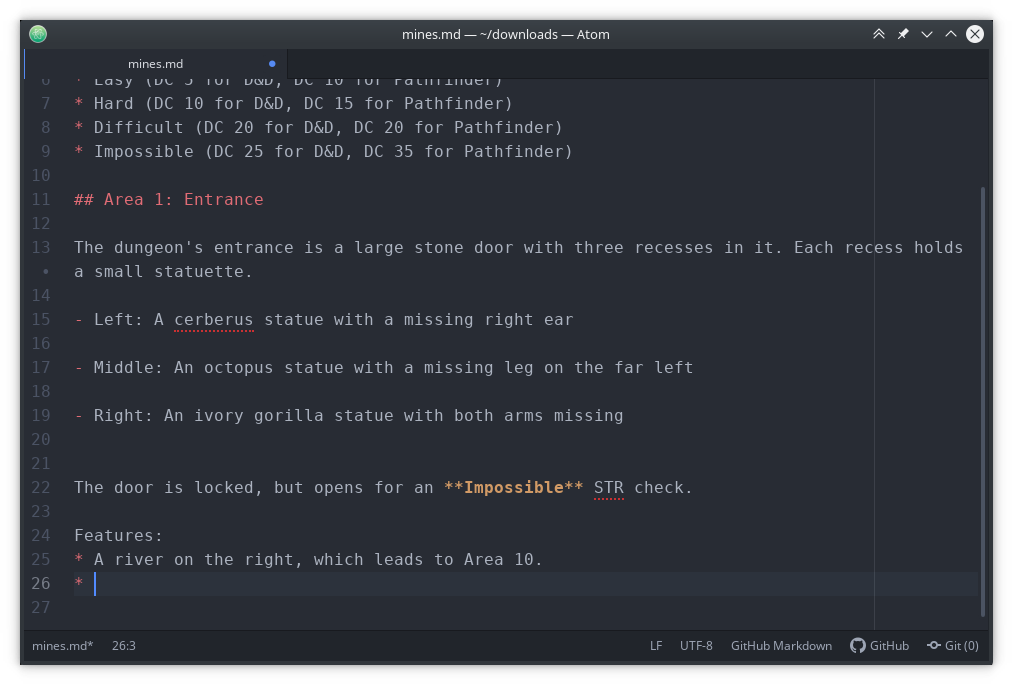 mines.md — ~/downloads — Atom
mines.md
6 * Easy (DC 5 for D&D, DC 10 for Pathfinder)
7 * Hard (DC 10 for D&D, DC 15 for Pathfinder)
8 * Difficult (DC 20 for D&D, DC 20 for Pathfinder)
9 * Impossible (DC 25 for D&D, DC 35 for Pathfinder)
10
11 ## Area 1: Entrance
12
13 The dungeon's entrance is a large stone door with three recesses in it. Each recess holds
• a small statuette.
14
15 - Left: A cerberus statue with a missing right ear
16
17 - Middle: An octopus statue with a missing leg on the far left
18
19 - Right: An ivory gorilla statue with both arms missing
20
21
22 The door is locked, but opens for an **Impossible** STR check.
23
24 Features:
25 * A river on the right, which leads to Area 10.
26 *
27
mines.md* 26:3 LF UTF-8 GitHub Markdown GitHub Git (0)